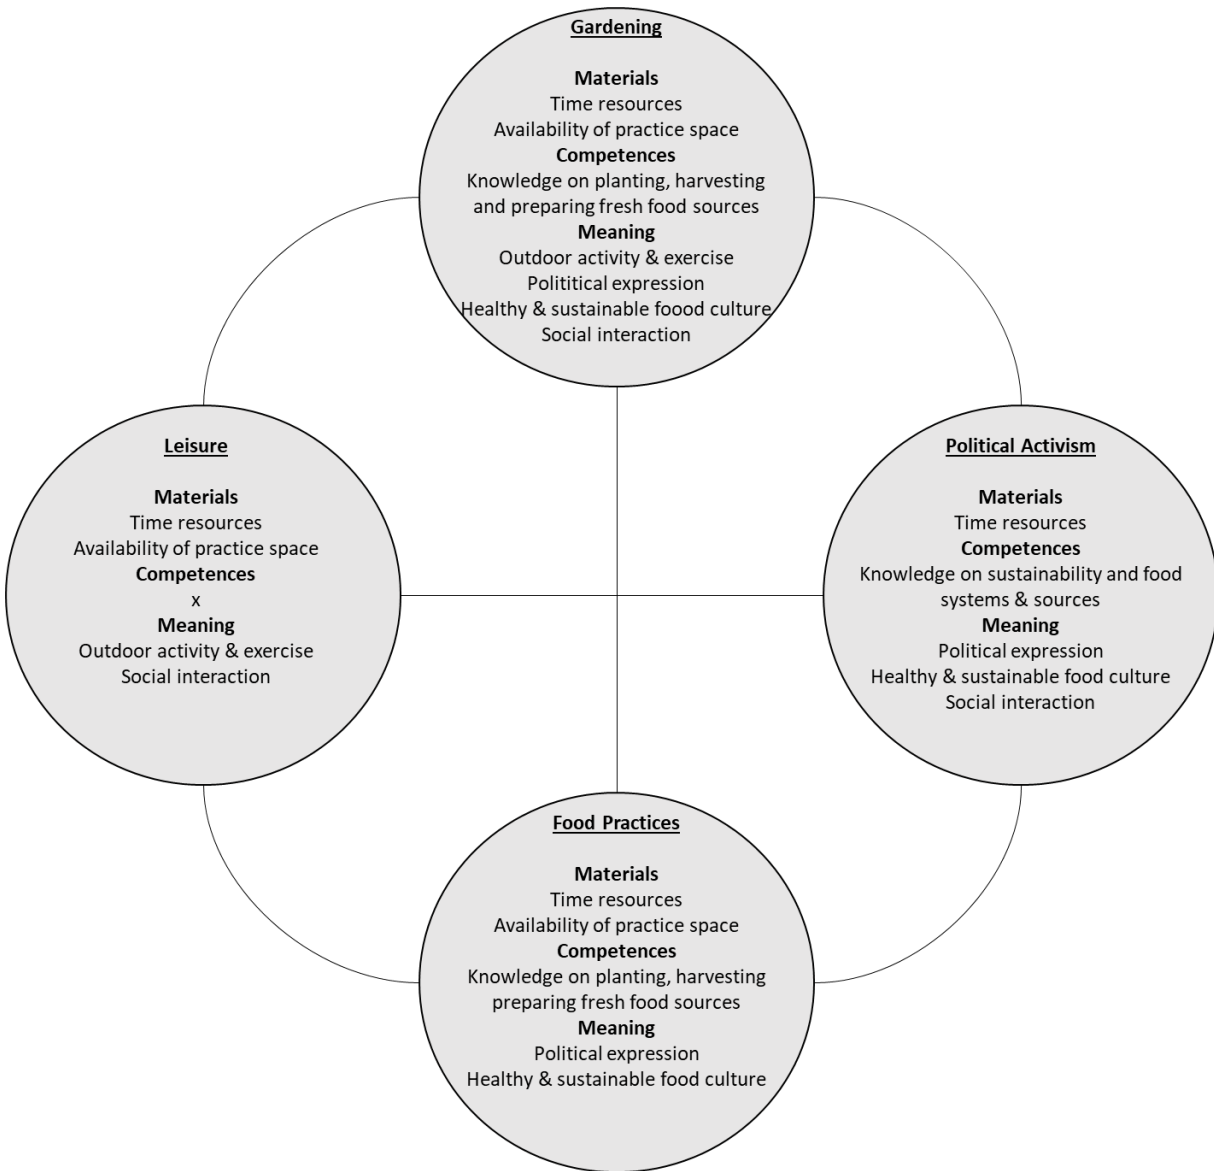 Gardening
Materials
Time resources
Availability of practice space
Competences
Knowledge on planting, harvesting
and preparing fresh food sources
Meaning
Outdoor activity & exercise
Polititical expression
Healthy & sustainable foood culture
Social interaction
Leisure
Materials
Time resources
Availability of practice space
Competences
x
Meaning
Outdoor activity & exercise
Social interaction
Political Activism
Materials
Time resources
Competences
Knowledge on sustainability and food
systems & sources
Meaning
Political expression
Healthy & sustainable food culture
Social interaction
Food Practices
Materials
Time resources
Availability of practice space
Competences
Knowledge on planting, harvesting
preparing fresh food sources
Meaning
Political expression
Healthy & sustainable food culture